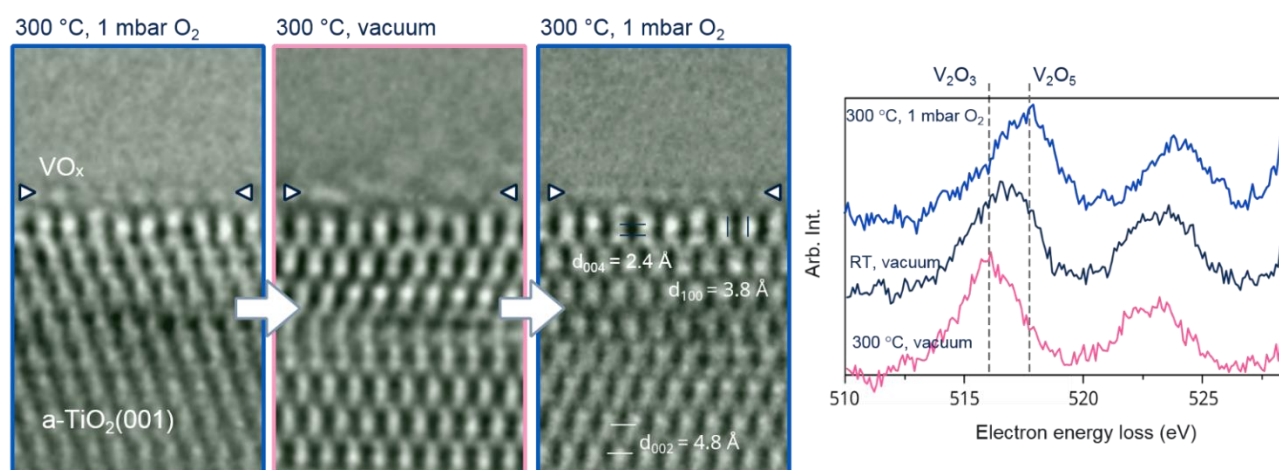 300 °C, 1 mbar O₂
300 °C, vacuum
300 °C, 1 mbar O₂
VOₓ
a-TiO₂(001)
d₀₀₄ = 2.4 Å
d₁₀₀ = 3.8 Å
d₀₀₂ = 4.8 Å
V₂O₃
V₂O₅
300 °C, 1 mbar O₂
RT, vacuum
300 °C, vacuum
Arb. Int.
510
515
520
525
Electron energy loss (eV)